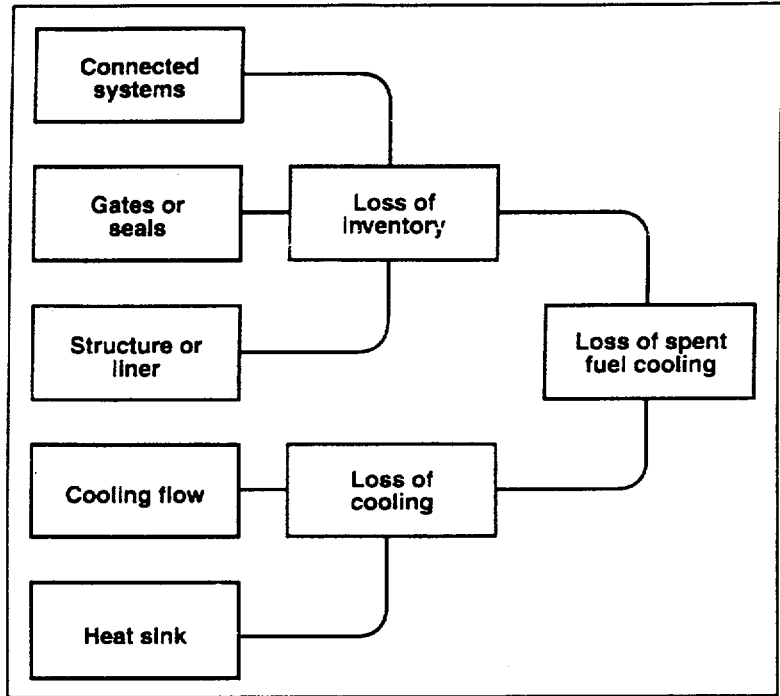 Connected
systems
Gates or
seals
Loss of
inventory
Structure or
liner
Loss of spent
fuel cooling
Cooling flow
Loss of
cooling
Heat sink